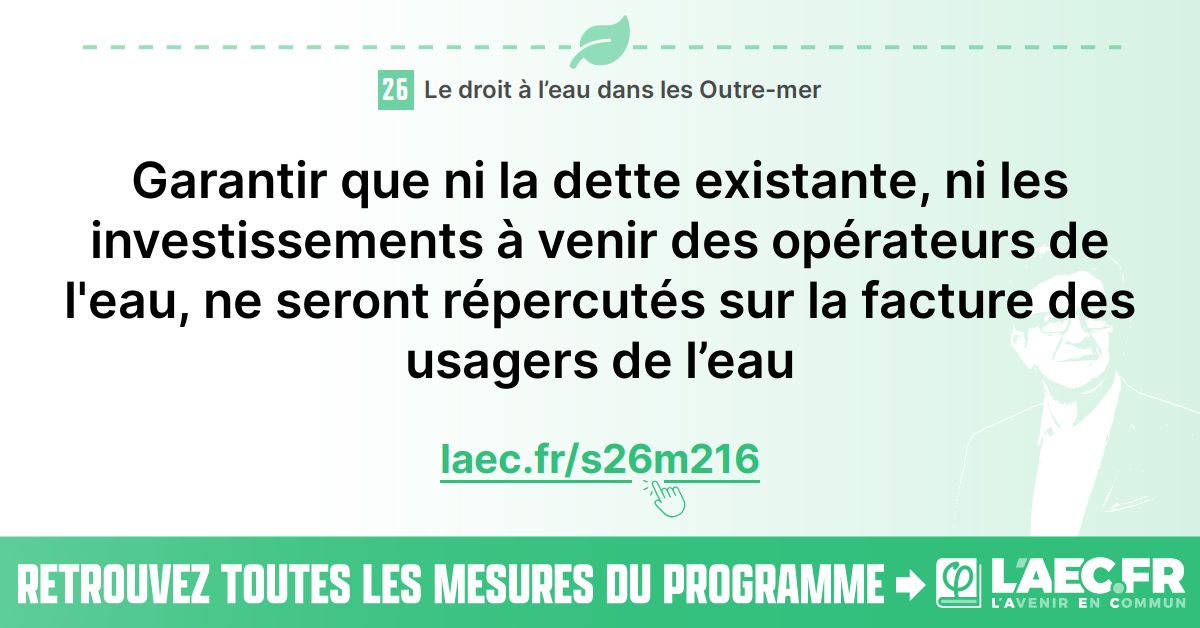 26 Le droit à l’eau dans les Outre-mer
Garantir que ni la dette existante, ni les
investissements à venir des opérateurs de
l'eau, ne seront répercutés sur la facture des
usagers de l’eau
laec.fr/s26m216
RETROUVEZ TOUTES LES MESURES DU PROGRAMME
φ L'AEC.FR
L'AVENIR EN COMMUN